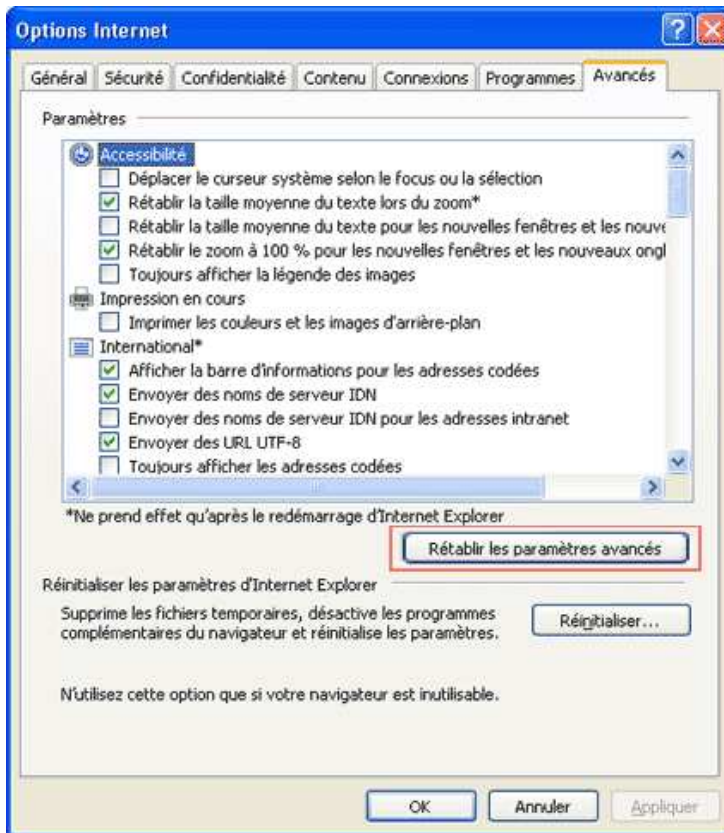 Options Internet
Général Sécurité Confidentialité Contenu Connexions Programmes Avancés
Paramètres
Accessibilité
Déplacer le curseur système selon le focus ou la sélection
Rétablir la taille moyenne du texte lors du zoom*
Rétablir la taille moyenne du texte pour les nouvelles fenêtres et les nouve
Rétablir le zoom à 100 % pour les nouvelles fenêtres et les nouveaux ongl
Toujours afficher la légende des images
Impression en cours
Imprimer les couleurs et les images d'arrière-plan
International*
Afficher la barre d'informations pour les adresses codées
Envoyer des noms de serveur IDN
Envoyer des noms de serveur IDN pour les adresses intranet
Envoyer des URL UTF-8
Toujours afficher les adresses codées
*Ne prend effet qu'après le redémarrage d'Internet Explorer
Rétablir les paramètres avancés
Réinitialiser les paramètres d'Internet Explorer
Supprime les fichiers temporaires, désactive les programmes
complémentaires du navigateur et réinitialise les paramètres.
Réinitialiser...
N'utilisez cette option que si votre navigateur est inutilisable.
OK Annuler Appliquer